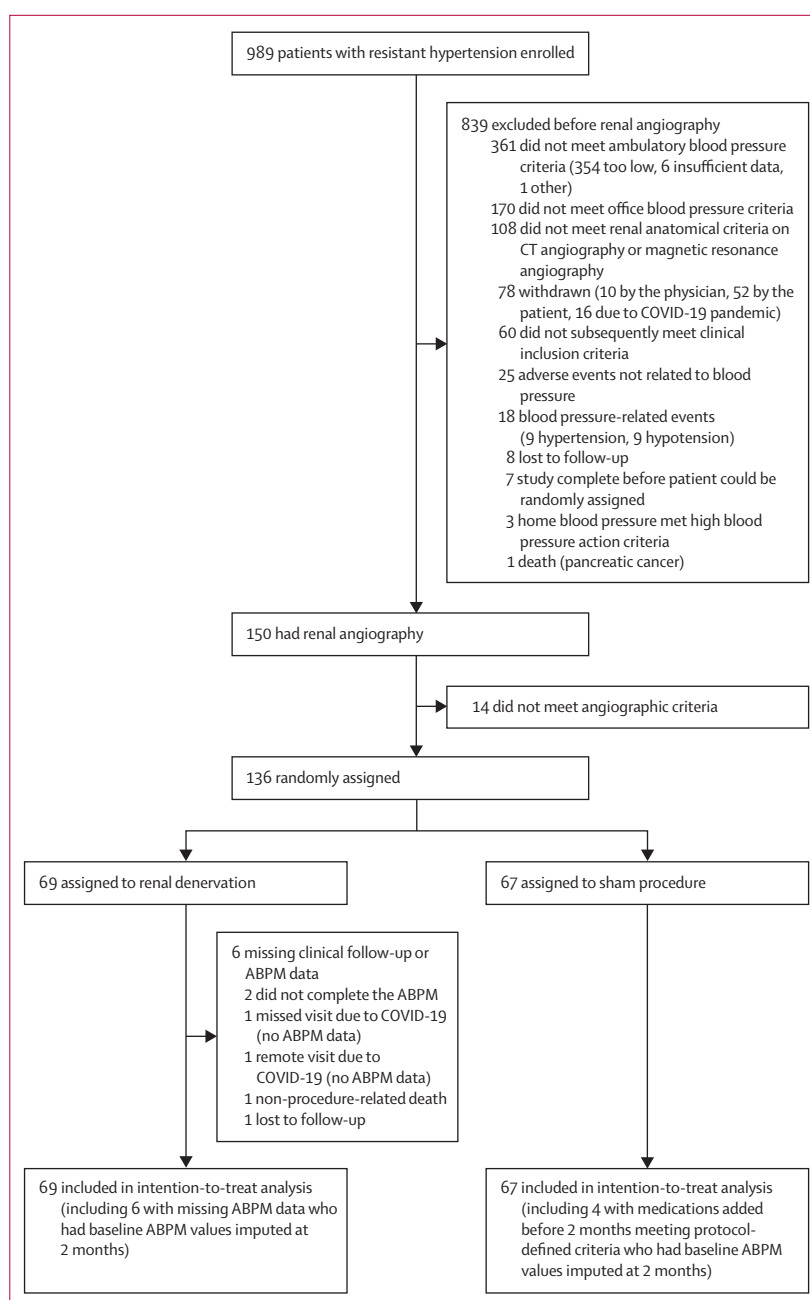 989 patients with resistant hypertension enrolled
839 excluded before renal angiography
361 did not meet ambulatory blood pressure
criteria (354 too low, 6 insufficient data,
1 other)
170 did not meet office blood pressure criteria
108 did not meet renal anatomical criteria on
CT angiography or magnetic resonance
angiography
78 withdrawn (10 by the physician, 52 by the
patient, 16 due to COVID-19 pandemic)
60 did not subsequently meet clinical
inclusion criteria
25 adverse events not related to blood
pressure
18 blood pressure-related events
(9 hypertension, 9 hypotension)
8 lost to follow-up
7 study complete before patient could be
randomly assigned
3 home blood pressure met high blood
pressure action criteria
1 death (pancreatic cancer)
150 had renal angiography
14 did not meet angiographic criteria
136 randomly assigned
69 assigned to renal denervation
67 assigned to sham procedure
6 missing clinical follow-up or
ABPM data
2 did not complete the ABPM
1 missed visit due to COVID-19
(no ABPM data)
1 remote visit due to
COVID-19 (no ABPM data)
1 non-procedure-related death
1 lost to follow-up
69 included in intention-to-treat analysis
(including 6 with missing ABPM data who
had baseline ABPM values imputed at
2 months)
67 included in intention-to-treat analysis
(including 4 with medications added
before 2 months meeting protocol-
defined criteria who had baseline ABPM
values imputed at 2 months)